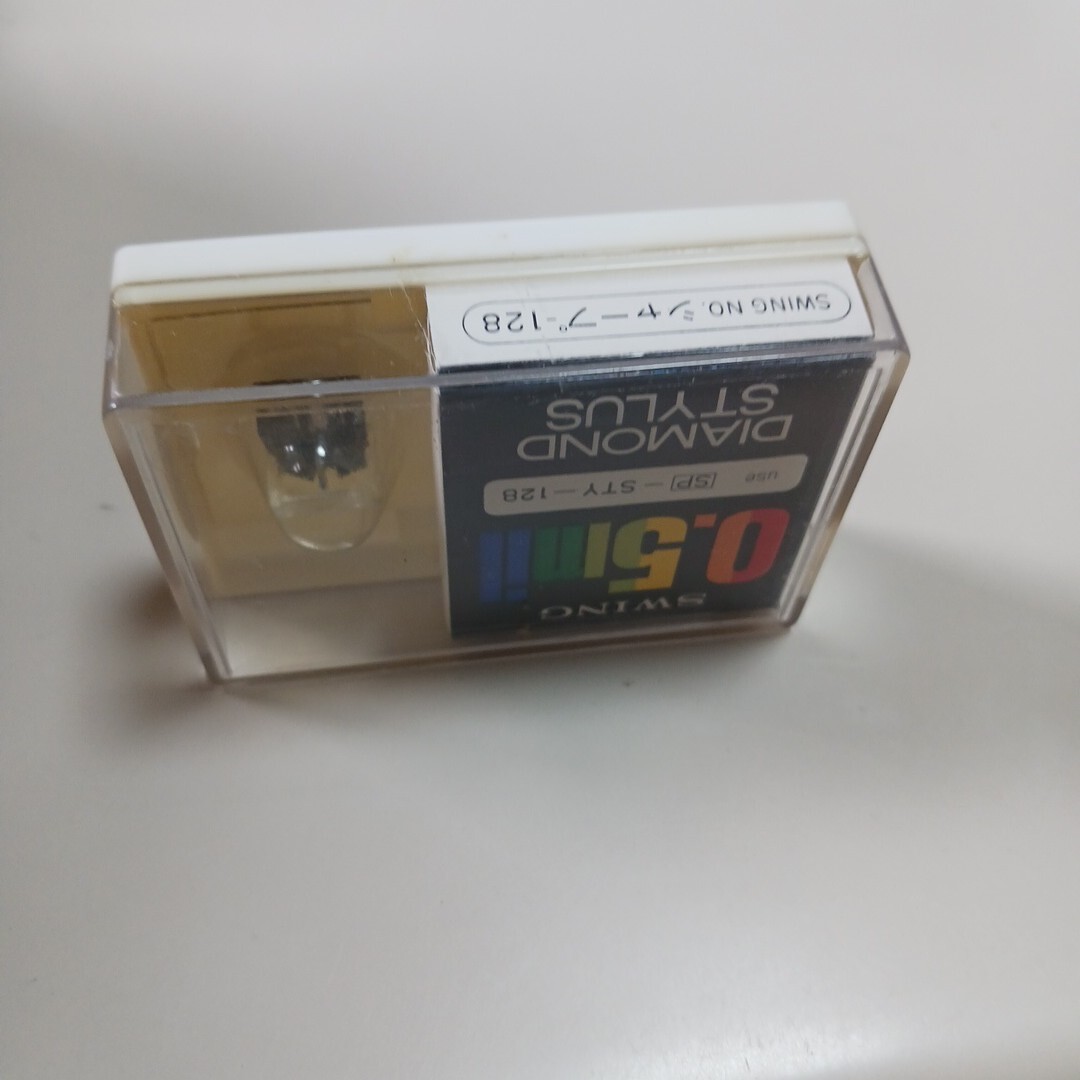 SWING
0.5mil
use SP-STY-128
DIAMOND
STYLUS
SWING NO. シャープ-128